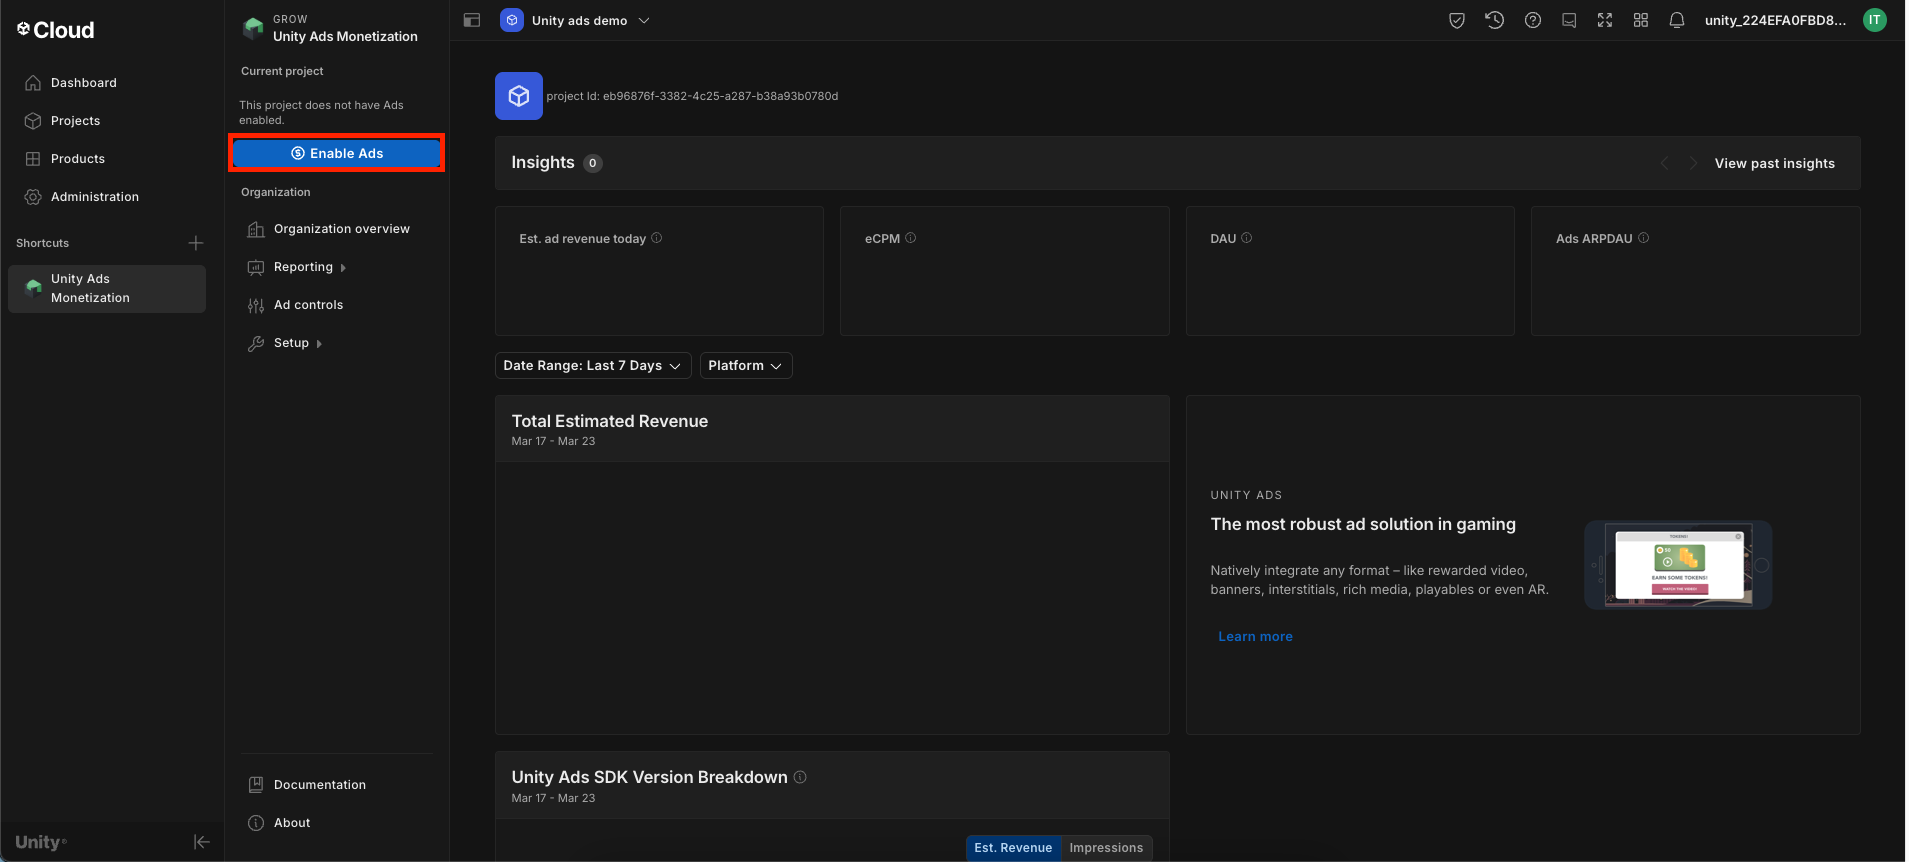 Cloud
Dashboard
Projects
Products
Administration
Shortcuts
Unity Ads
Monetization
Unity
GROW
Unity Ads Monetization
Current project
This project does not have Ads
enabled.
Enable Ads
Organization
Organization overview
Reporting
Ad controls
Setup
Documentation
About
Unity ads demo
unity_224EFA0FBD8...
IT
project Id: eb96876f-3382-4c25-a287-b38a93b0780d
Insights 0
View past insights
Est. ad revenue today
eCPM
DAU
Ads ARPDAU
Date Range: Last 7 Days
Platform
Total Estimated Revenue
Mar 17 - Mar 23
UNITY ADS
The most robust ad solution in gaming
Natively integrate any format – like rewarded video,
banners, interstitials, rich media, playables or even AR.
Learn more
TOKENS!
50
EARN SOME TOKENS!
WATCH THE VIDEO!
Unity Ads SDK Version Breakdown
Mar 17 - Mar 23
Est. Revenue
Impressions